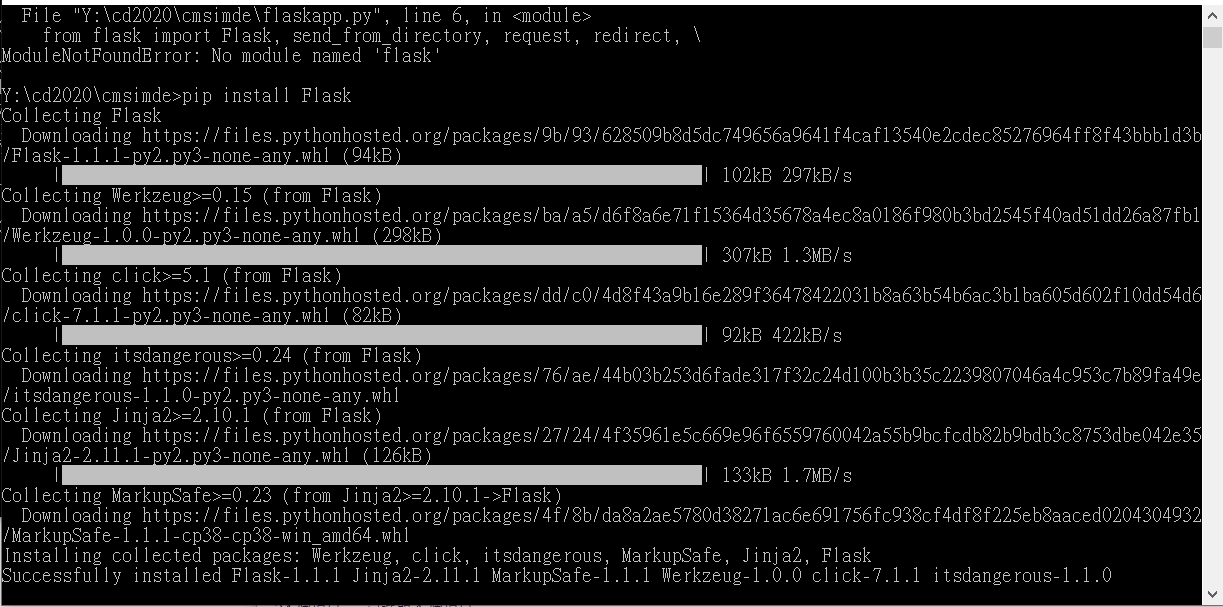 File "Y:\cd2020\cmsimde\flaskapp.py", line 6, in <module>
from flask import Flask, send_from_directory, request, redirect, \
ModuleNotFoundError: No module named 'flask'
Y:\cd2020\cmsimde>pip install Flask
Collecting Flask
Downloading https://files.pythonhosted.org/packages/9b/93/628509b8d5dc749656a9641f4caf13540e2cdec85276964ff8f43bbb1d3b
/Flask-1.1.1-py2.py3-none-any.whl (94kB)
|| 102kB 297kB/s
Collecting Werkzeug>=0.15 (from Flask)
Downloading https://files.pythonhosted.org/packages/ba/a5/d6f8a6e71f15364d35678a4ec8a0186f980b3bd2545f40ad51dd26a87fb1
/Werkzeug-1.0.0-py2.py3-none-any.whl (298kB)
|| 307kB 1.3MB/s
Collecting click>=5.1 (from Flask)
Downloading https://files.pythonhosted.org/packages/dd/c0/4d8f43a9b16e289f36478422031b8a63b54b6ac3b1ba605d602f10dd54d6
/click-7.1.1-py2.py3-none-any.whl (82kB)
|| 92kB 422kB/s
Collecting itsdangerous>=0.24 (from Flask)
Downloading https://files.pythonhosted.org/packages/76/ae/44b03b253d6fade317f32c24d100b3b35c2239807046a4c953c7b89fa49e
/itsdangerous-1.1.0-py2.py3-none-any.whl
Collecting Jinja2>=2.10.1 (from Flask)
Downloading https://files.pythonhosted.org/packages/27/24/4f35961e5c669e96f6559760042a55b9bcfcdb82b9bdb3c8753dbe042e35
/Jinja2-2.11.1-py2.py3-none-any.whl (126kB)
|| 133kB 1.7MB/s
Collecting MarkupSafe>=0.23 (from Jinja2>=2.10.1->Flask)
Downloading https://files.pythonhosted.org/packages/4f/8b/da8a2ae5780d38271ac6e691756fc938cf4df8f225eb8aaced0204304932
/MarkupSafe-1.1.1-cp38-cp38-win_amd64.whl
Installing collected packages: Werkzeug, click, itsdangerous, MarkupSafe, Jinja2, Flask
Successfully installed Flask-1.1.1 Jinja2-2.11.1 MarkupSafe-1.1.1 Werkzeug-1.0.0 click-7.1.1 itsdangerous-1.1.0